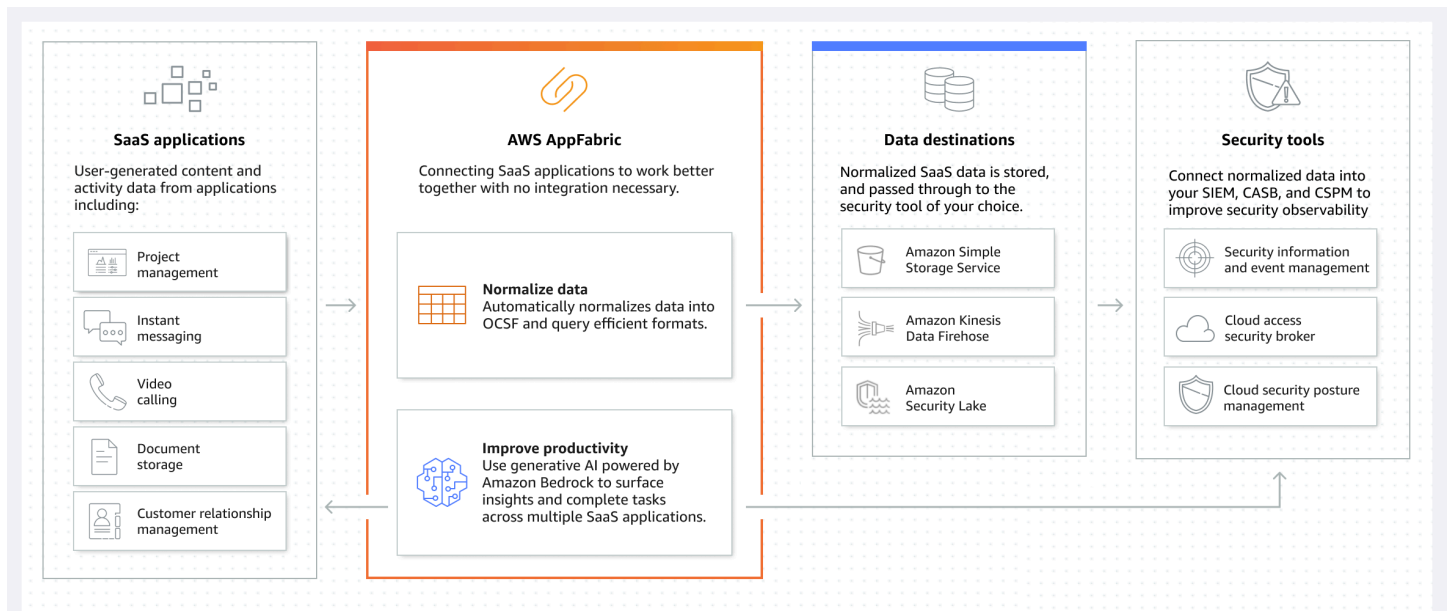 SaaS applications
User-generated content and
activity data from applications
including:
Project
management
Instant
messaging
Video
calling
Document
storage
Customer relationship
management
AWS AppFabric
Connecting SaaS applications to work better
together with no integration necessary.
Normalize data
Automatically normalizes data into
OCSF and query efficient formats.
Improve productivity
Use generative AI powered by
Amazon Bedrock to surface
insights and complete tasks
across multiple SaaS applications.
Data destinations
Normalized SaaS data is stored,
and passed through to the
security tool of your choice.
Amazon Simple
Storage Service
Amazon Kinesis
Data Firehose
Amazon
Security Lake
Security tools
Connect normalized data into
your SIEM, CASB, and CSPM to
improve security observability
Security information
and event management
Cloud access
security broker
Cloud security posture
management